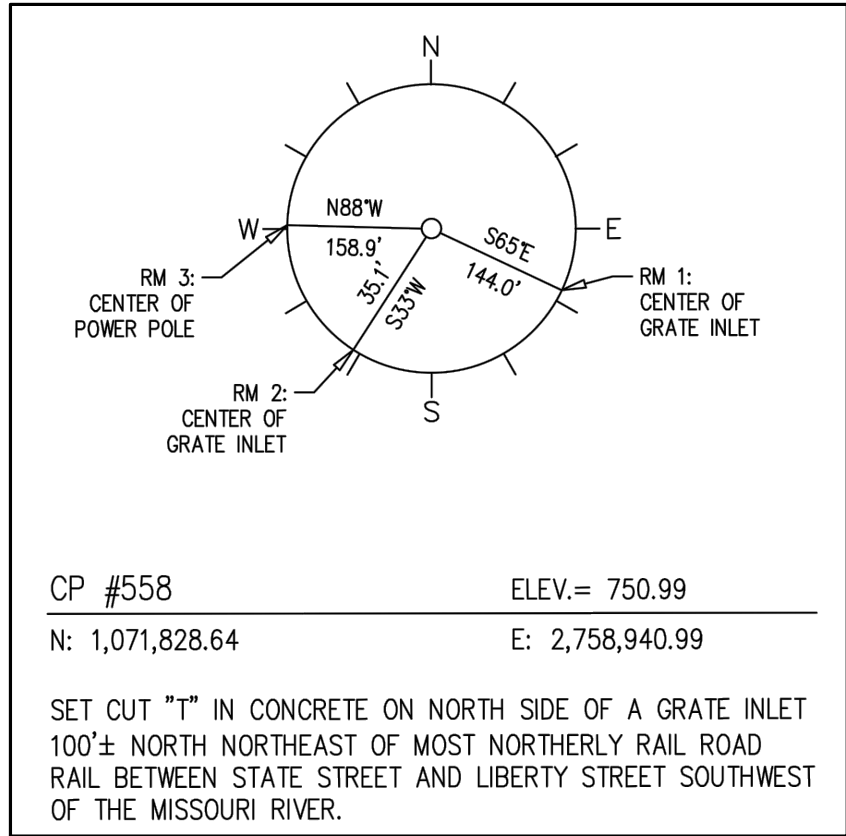 N
N88°W
W
E
158.9'
S65°E
144.0'
35.1'
S33°W
RM 3:
CENTER OF
POWER POLE
RM 1:
CENTER OF
GRATE INLET
RM 2:
CENTER OF
GRATE INLET
S
CP #558 ELEV.= 750.99
N: 1,071,828.64 E: 2,758,940.99
SET CUT "T" IN CONCRETE ON NORTH SIDE OF A GRATE INLET
100'± NORTH NORTHEAST OF MOST NORTHERLY RAIL ROAD
RAIL BETWEEN STATE STREET AND LIBERTY STREET SOUTHWEST
OF THE MISSOURI RIVER.